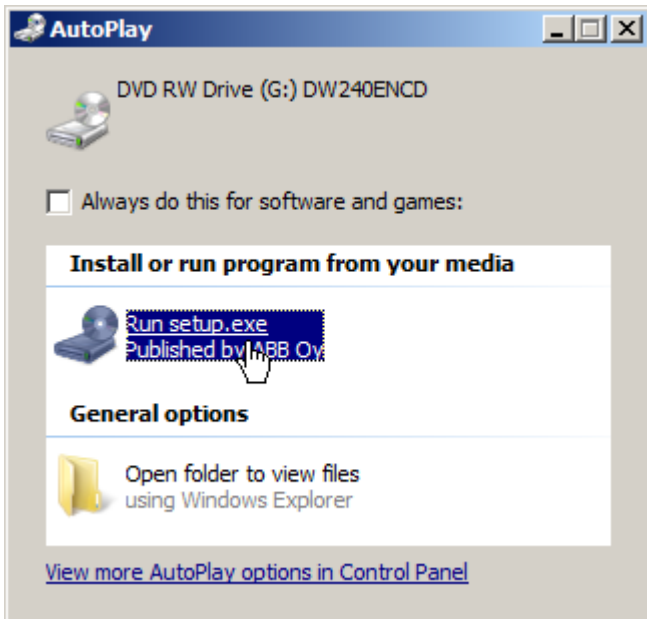 AutoPlay
DVD RW Drive (G:) DW240ENCD
Always do this for software and games:
Install or run program from your media
Run setup.exe
Published by ABB Oy
General options
Open folder to view files
using Windows Explorer
View more AutoPlay options in Control Panel